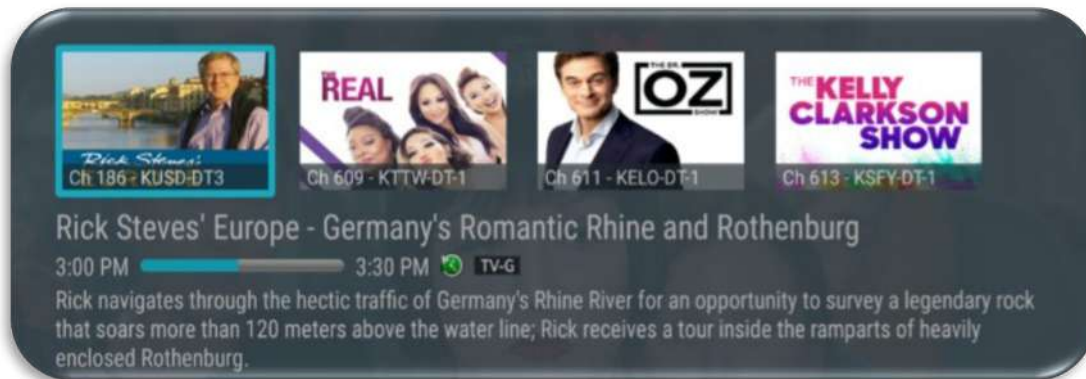 THE REAL
THE DR. OZ SHOW
THE KELLY CLARKSON SHOW
Rick Steves'
Ch 186 - KUSD-DT3
Ch 609 - KTTW-DT-1
Ch 611 - KELO-DT-1
Ch 613 - KSFY-DT-1
Rick Steves' Europe - Germany's Romantic Rhine and Rothenburg
3:00 PM 3:30 PM TV-G
Rick navigates through the hectic traffic of Germany's Rhine River for an opportunity to survey a legendary rock
that soars more than 120 meters above the water line; Rick receives a tour inside the ramparts of heavily
enclosed Rothenburg.